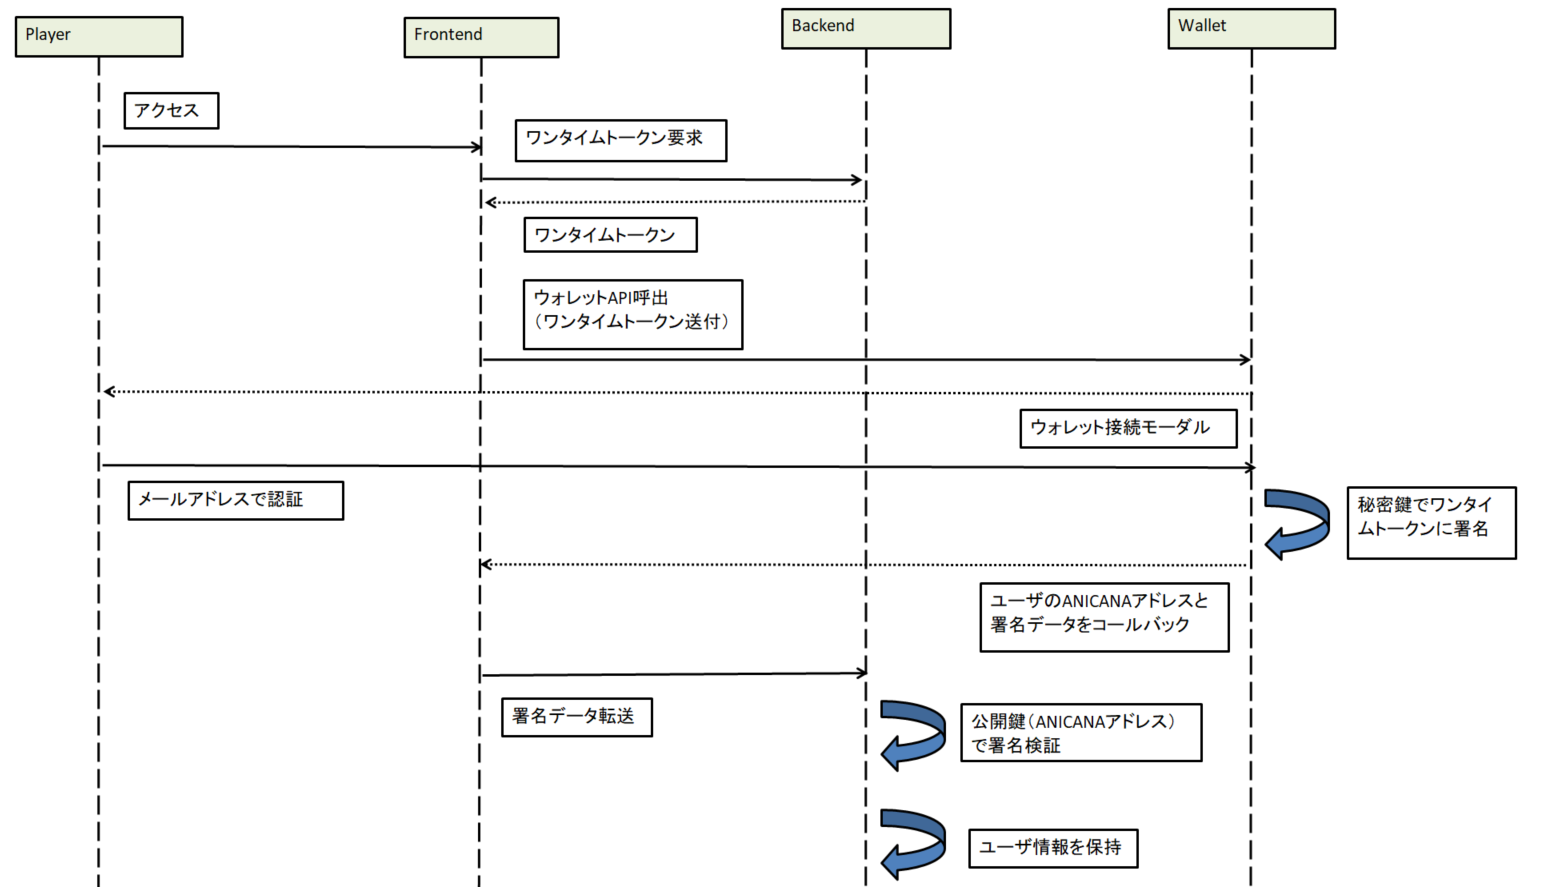 Player
Frontend
Backend
Wallet
アクセス
ワンタイムトークン要求
ワンタイムトークン
ウォレットAPI呼出
（ワンタイムトークン送付）
ウォレット接続モーダル
メールアドレスで認証
秘密鍵でワンタイ
ムトークンに署名
ユーザのANICANAアドレスと
署名データをコールバック
署名データ転送
公開鍵（ANICANAアドレス）
で署名検証
ユーザ情報を保持